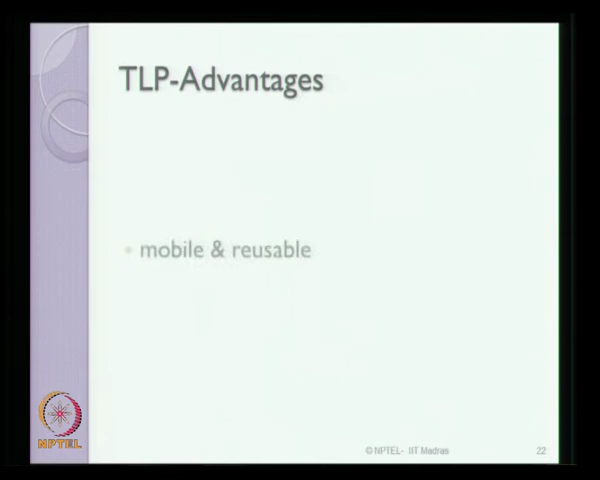 TLP-Advantages
• mobile & reusable
NPTEL
© NPTEL- IIT Madras
22